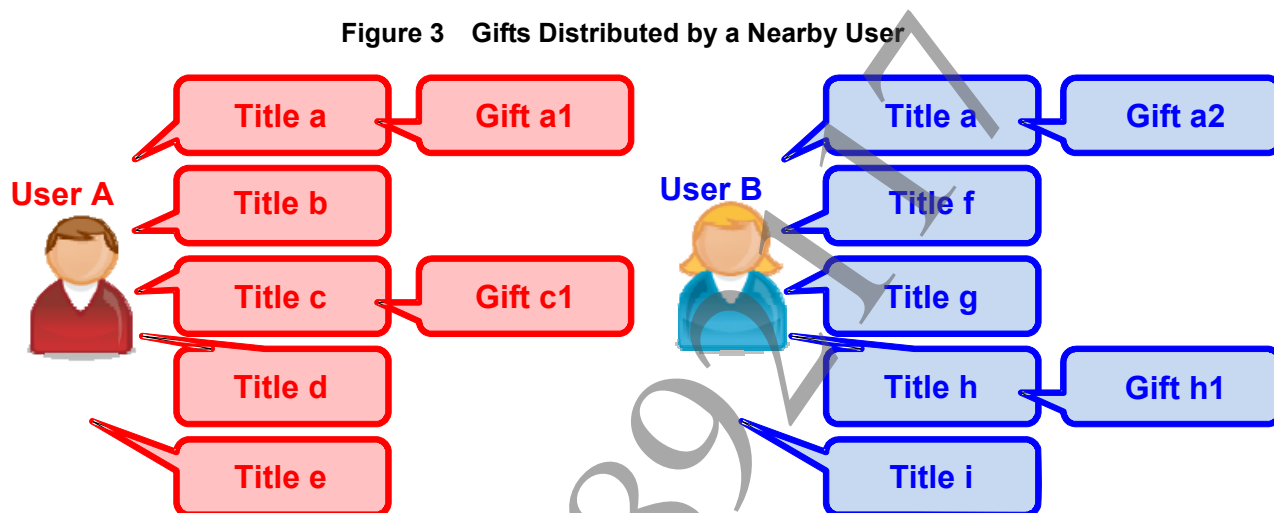 Figure 3 Gifts Distributed by a Nearby User
Title a
Gift a1
User A
Title b
Title c
Gift c1
Title d
Title e
Title a
Gift a2
User B
Title f
Title g
Title h
Gift h1
Title i